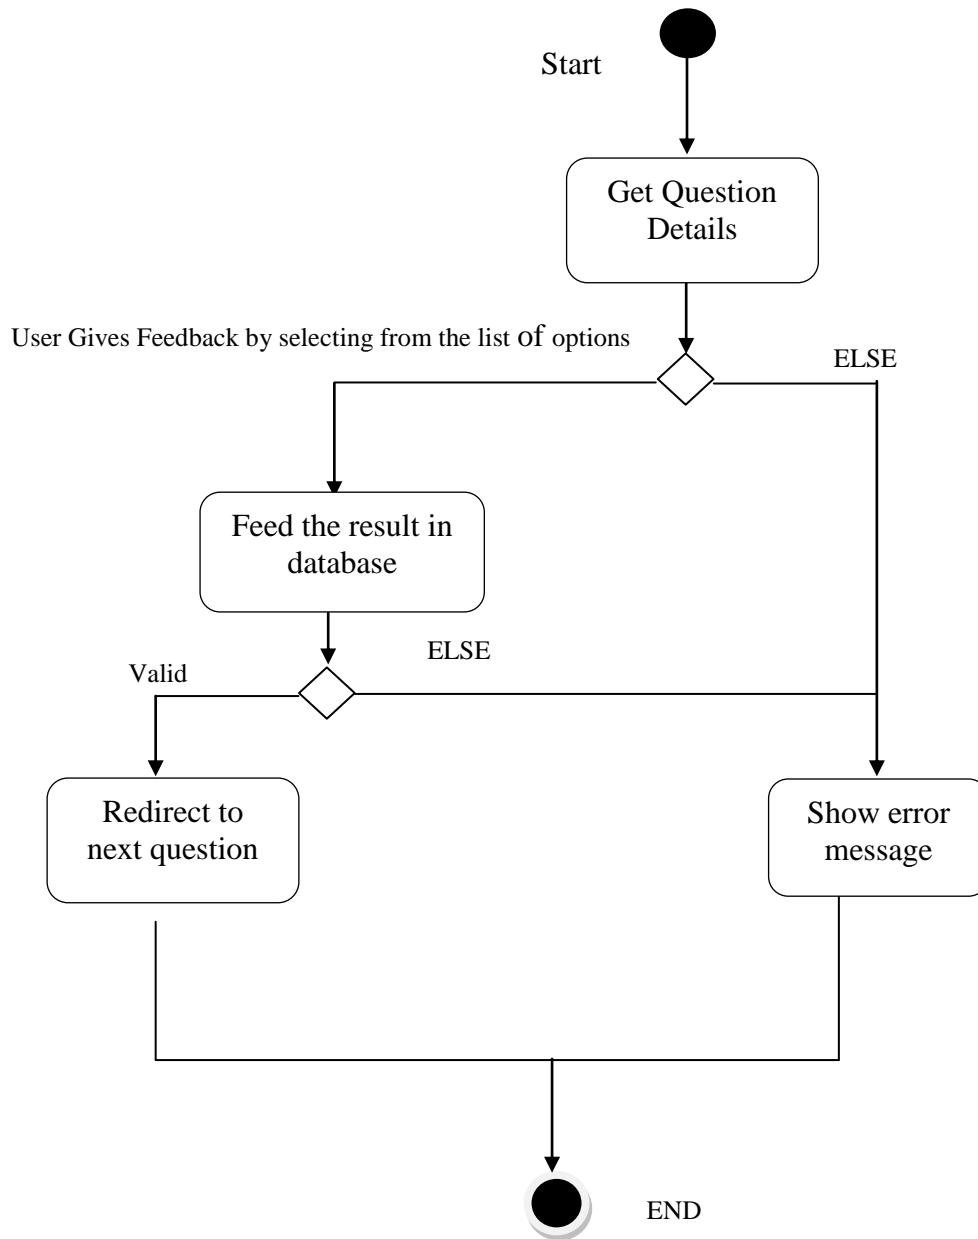 Start
Get Question
Details
User Gives Feedback by selecting from the list of options
ELSE
Feed the result in
database
ELSE
Valid
Redirect to
next question
Show error
message
END